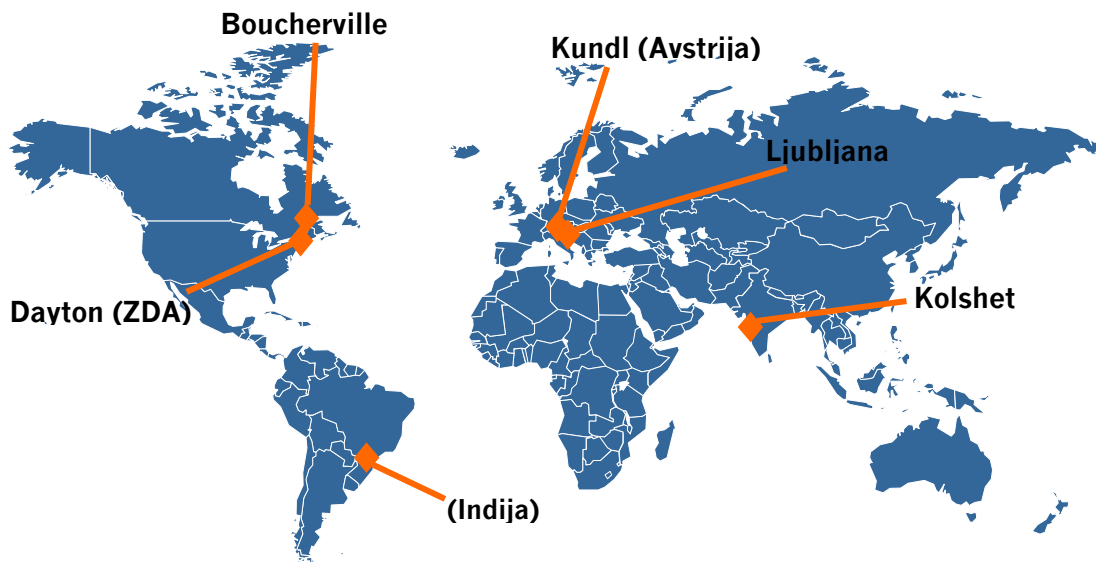 Boucherville
Kundl (Avstrija)
Ljubljana
Kolshet
Dayton (ZDA)
(Indija)